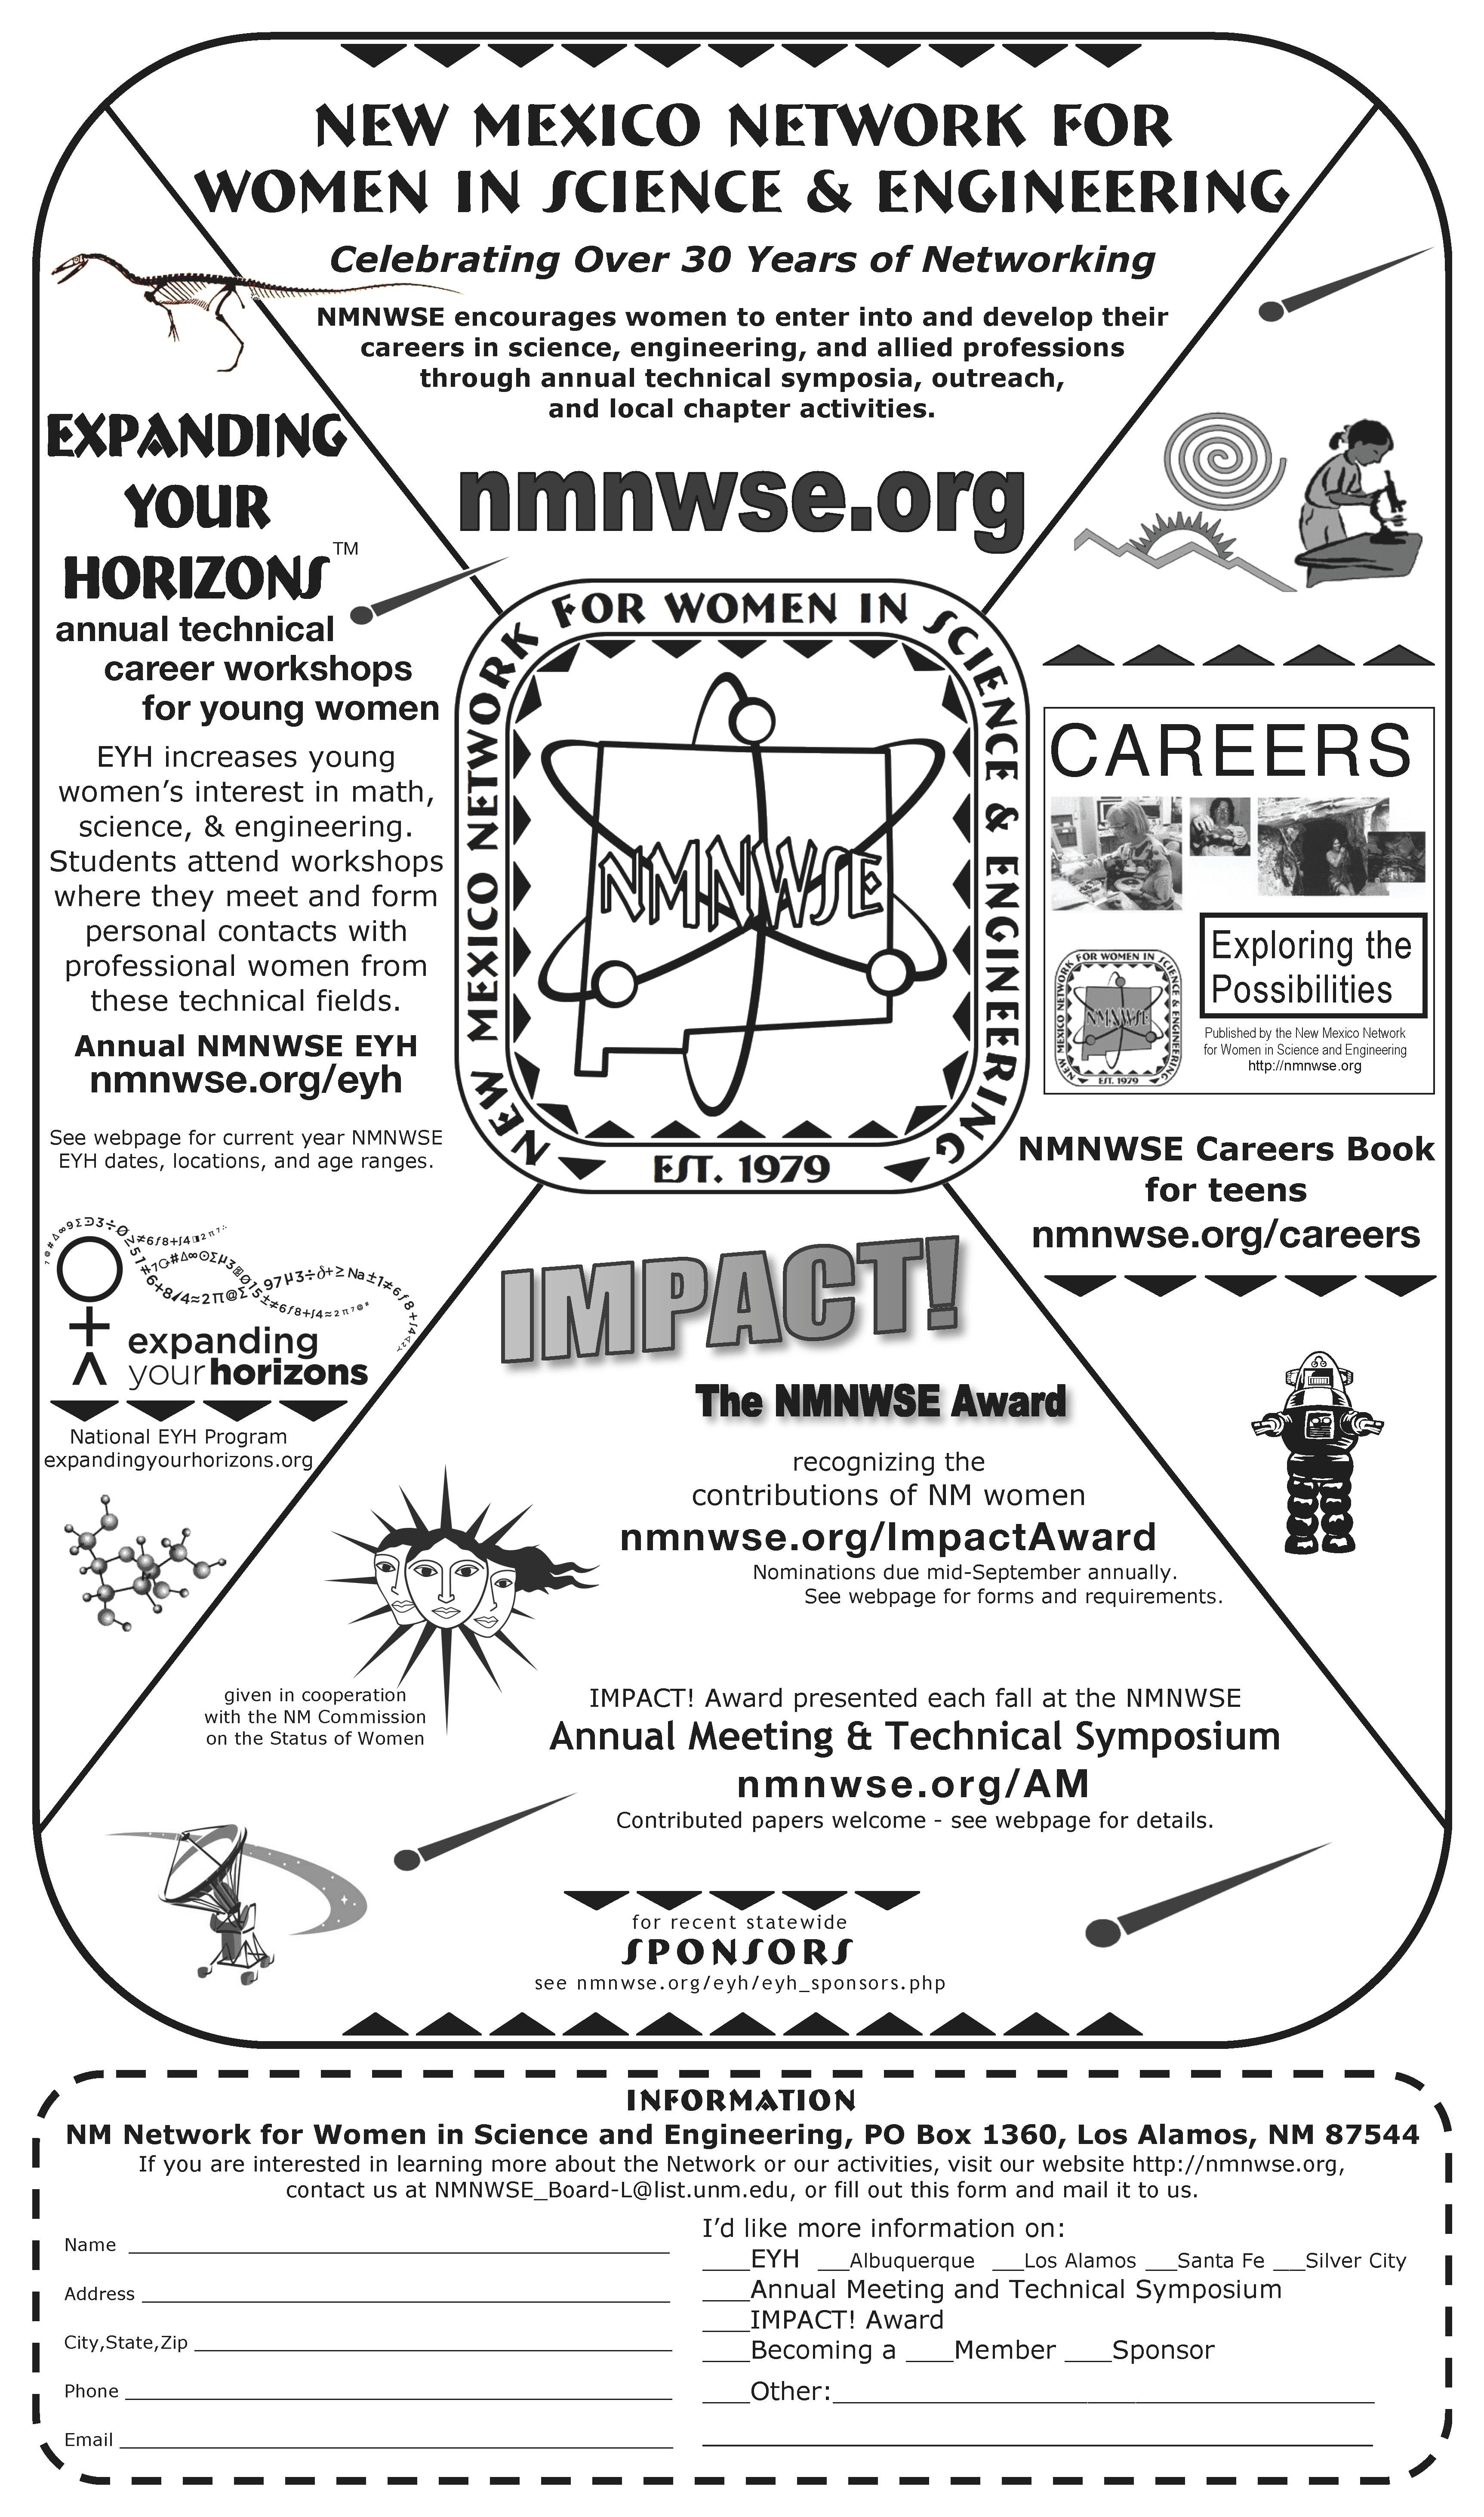 NEW MEXICO NETWORK FOR
WOMEN IN SCIENCE & ENGINEERING
Celebrating Over 30 Years of Networking
NMNWSE encourages women to enter into and develop their
careers in science, engineering, and allied professions
through annual technical symposia, outreach,
and local chapter activities.
nmnwse.org
EXPANDING
YOUR
HORIZONS™
annual technical
career workshops
for young women
EYH increases young
women's interest in math,
science, & engineering.
Students attend workshops
where they meet and form
personal contacts with
professional women from
these technical fields.
Annual NMNWSE EYH
nmnwse.org/eyh
See webpage for current year NMNWSE
EYH dates, locations, and age ranges.
expanding
yourhorizons
National EYH Program
expandingyourhorizons.org
NEW MEXICO NETWORK FOR WOMEN IN SCIENCE & ENGINEERING
NMNWSE
EST. 1979
CAREERS
Exploring the
Possibilities
NEW MEXICO NETWORK FOR WOMEN IN SCIENCE & ENGINEERING
NMNWSE
EST. 1979
Published by the New Mexico Network
for Women in Science and Engineering
http://nmnwse.org
NMNWSE Careers Book
for teens
nmnwse.org/careers
IMPACT!
The NMNWSE Award
recognizing the
contributions of NM women
nmnwse.org/ImpactAward
Nominations due mid-September annually.
See webpage for forms and requirements.
given in cooperation
with the NM Commission
on the Status of Women
IMPACT! Award presented each fall at the NMNWSE
Annual Meeting & Technical Symposium
nmnwse.org/AM
Contributed papers welcome - see webpage for details.
for recent statewide
SPONSORS
see nmnwse.org/eyh/eyh_sponsors.php
INFORMATION
NM Network for Women in Science and Engineering, PO Box 1360, Los Alamos, NM 87544
If you are interested in learning more about the Network or our activities, visit our website http://nmnwse.org,
contact us at NMNWSE_Board-L@list.unm.edu, or fill out this form and mail it to us.
Name
Address
City,State,Zip
Phone
Email
I'd like more information on:
___EYH ___Albuquerque ___Los Alamos ___Santa Fe ___Silver City
___Annual Meeting and Technical Symposium
___IMPACT! Award
___Becoming a ___Member ___Sponsor
___Other: